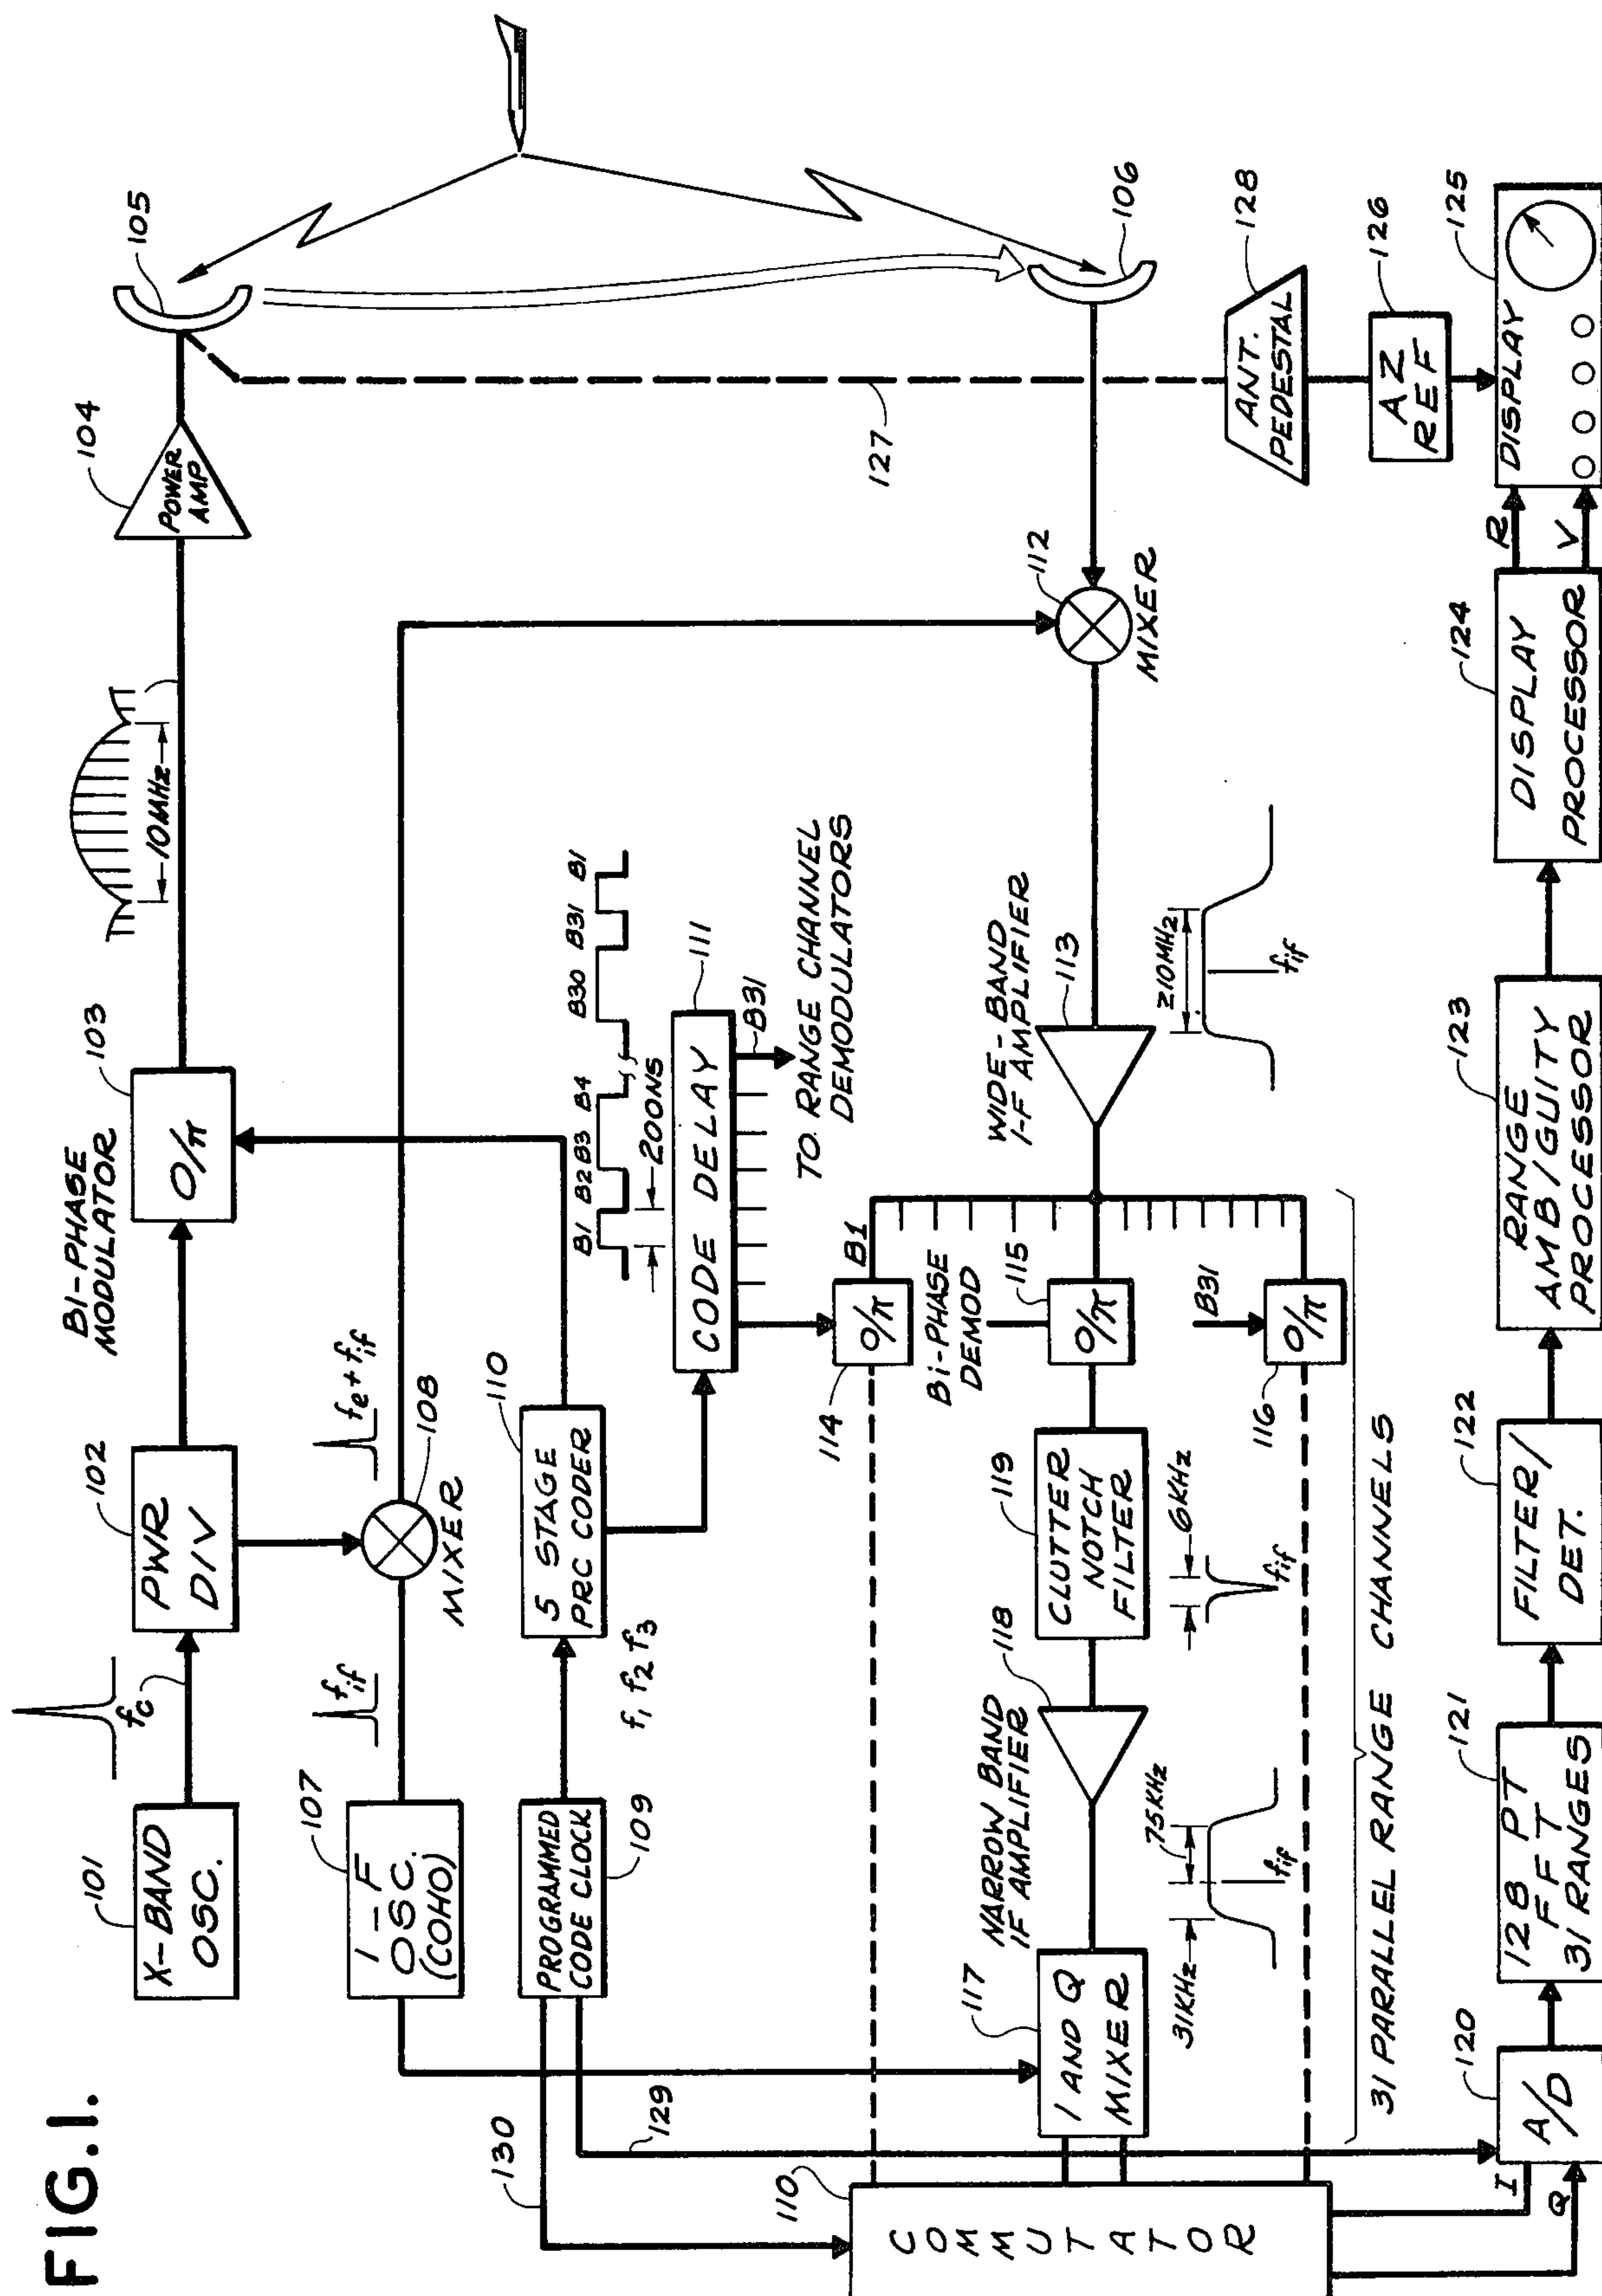 FIG.1.
101
X-BAND
OSC.
fc
102
PWR
DIV
BI-PHASE
MODULATOR
103
0/π
10MHz
104
POWER
AMP
105
107
I-F
OSC.
(COHO)
fif
108
MIXER
fe+fif
109
PROGRAMMED
CODE CLOCK
f1 f2 f3
110
5 STAGE
PRC CODER
B1 B2 B3 B4 B30 B31 B1
200NS
111
CODE DELAY
B31
TO RANGE CHANNEL
DEMODULATORS
112
MIXER
106
127
130
129
110
COMMUTATOR
117
I AND Q
MIXER
NARROW BAND
IF AMPLIFIER
118
31KHz
75KHz
fif
119
CLUTTER
NOTCH
FILTER
6KHz
fif
114
0/π
B1
Bi-PHASE
DEMOD
115
0/π
B31
116
0/π
WIDE-BAND
I-F AMPLIFIER
113
≥10MHz
fif
31 PARALLEL RANGE CHANNELS
128
ANT.
PEDESTAL
126
AZ
REF
I
Q
120
A/D
121
128 PT
FFT
31 RANGES
122
FILTER/
DET.
123
RANGE
AMBIGUITY
PROCESSOR
124
DISPLAY
PROCESSOR
R
V
125
DISPLAY